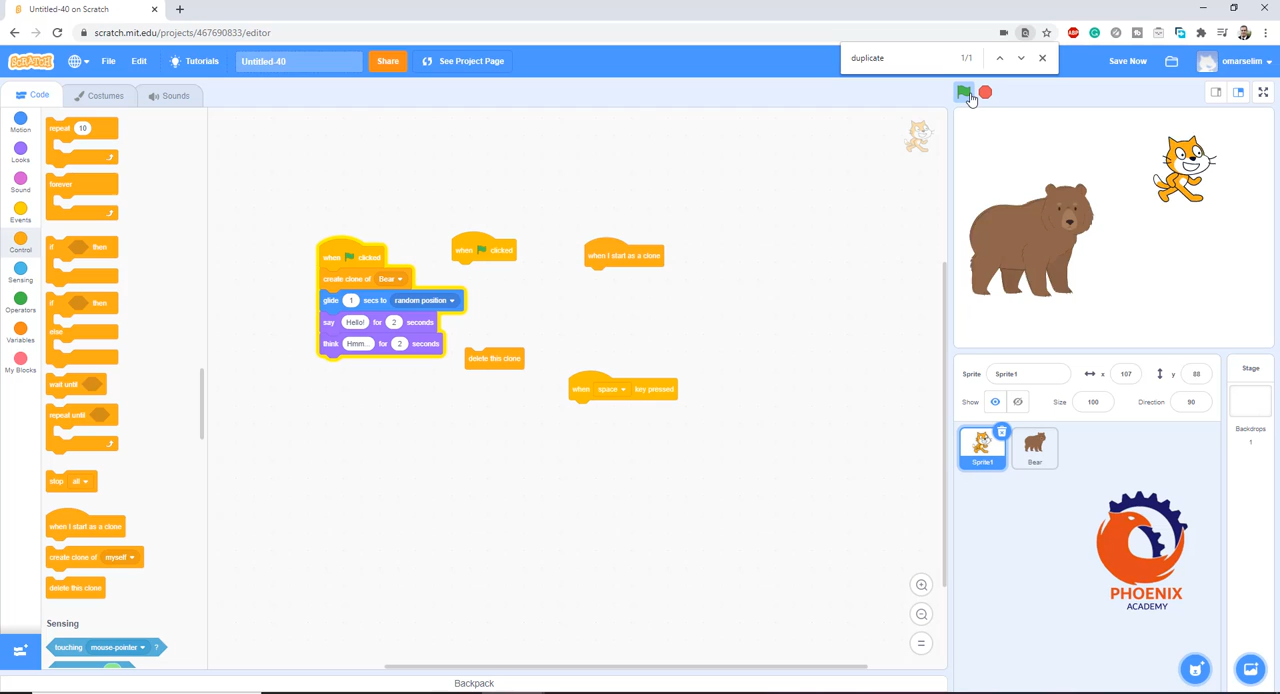 Untitled-40 on Scratch
scratch.mit.edu/projects/467690833/editor
duplicate 1/1
SCRATCH File Edit Tutorials Untitled-40 Share See Project Page Save Now omarselim
Code Costumes Sounds
Motion
Looks
Sound
Events
Control
Sensing
Operators
Variables
My Blocks
repeat 10
forever
if then
if then
else
wait until
repeat until
stop all
when I start as a clone
create clone of myself
delete this clone
Sensing
touching mouse-pointer ?
when clicked
create clone of Bear
glide 1 secs to random position
say Hello! for 2 seconds
think Hmm... for 2 seconds
when clicked
when I start as a clone
delete this clone
when space key pressed
Backpack
Sprite Sprite1 x 107 y 88
Show Size 100 Direction 90
Sprite1
Bear
Stage
Backdrops
1
PHOENIX
ACADEMY